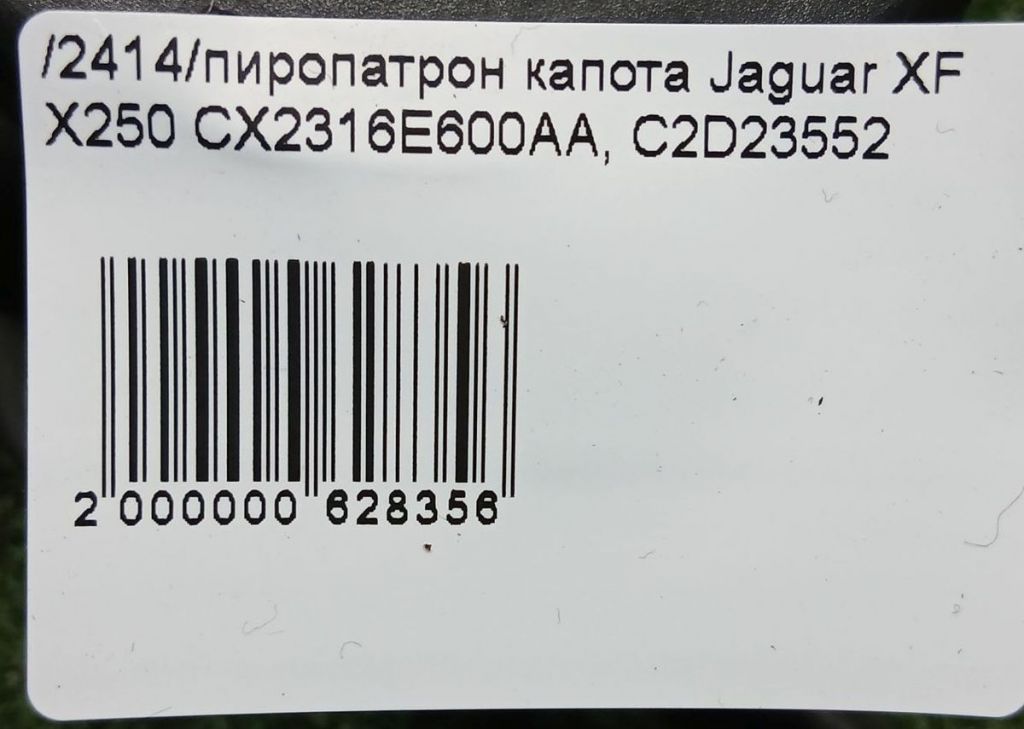 /2414/пиропатрон капота Jaguar XF
X250 CX2316E600AA, C2D23552
2 000000 628356